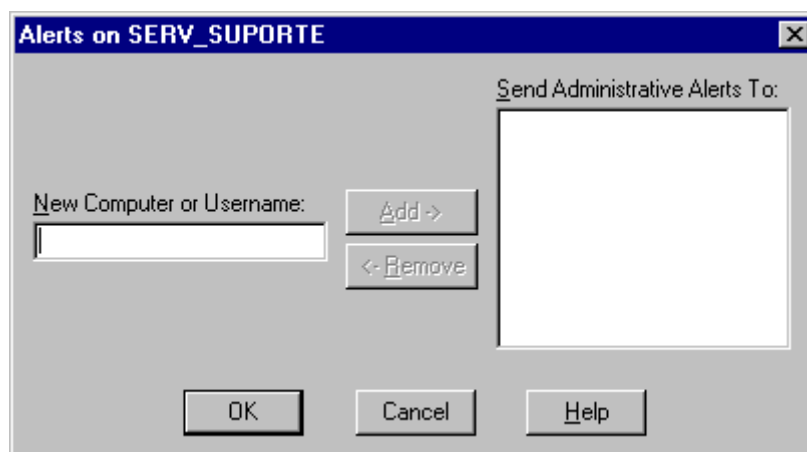 Alerts on SERV_SUPORTE
Send Administrative Alerts To:
New Computer or Username:
Add ->
<- Remove
OK
Cancel
Help